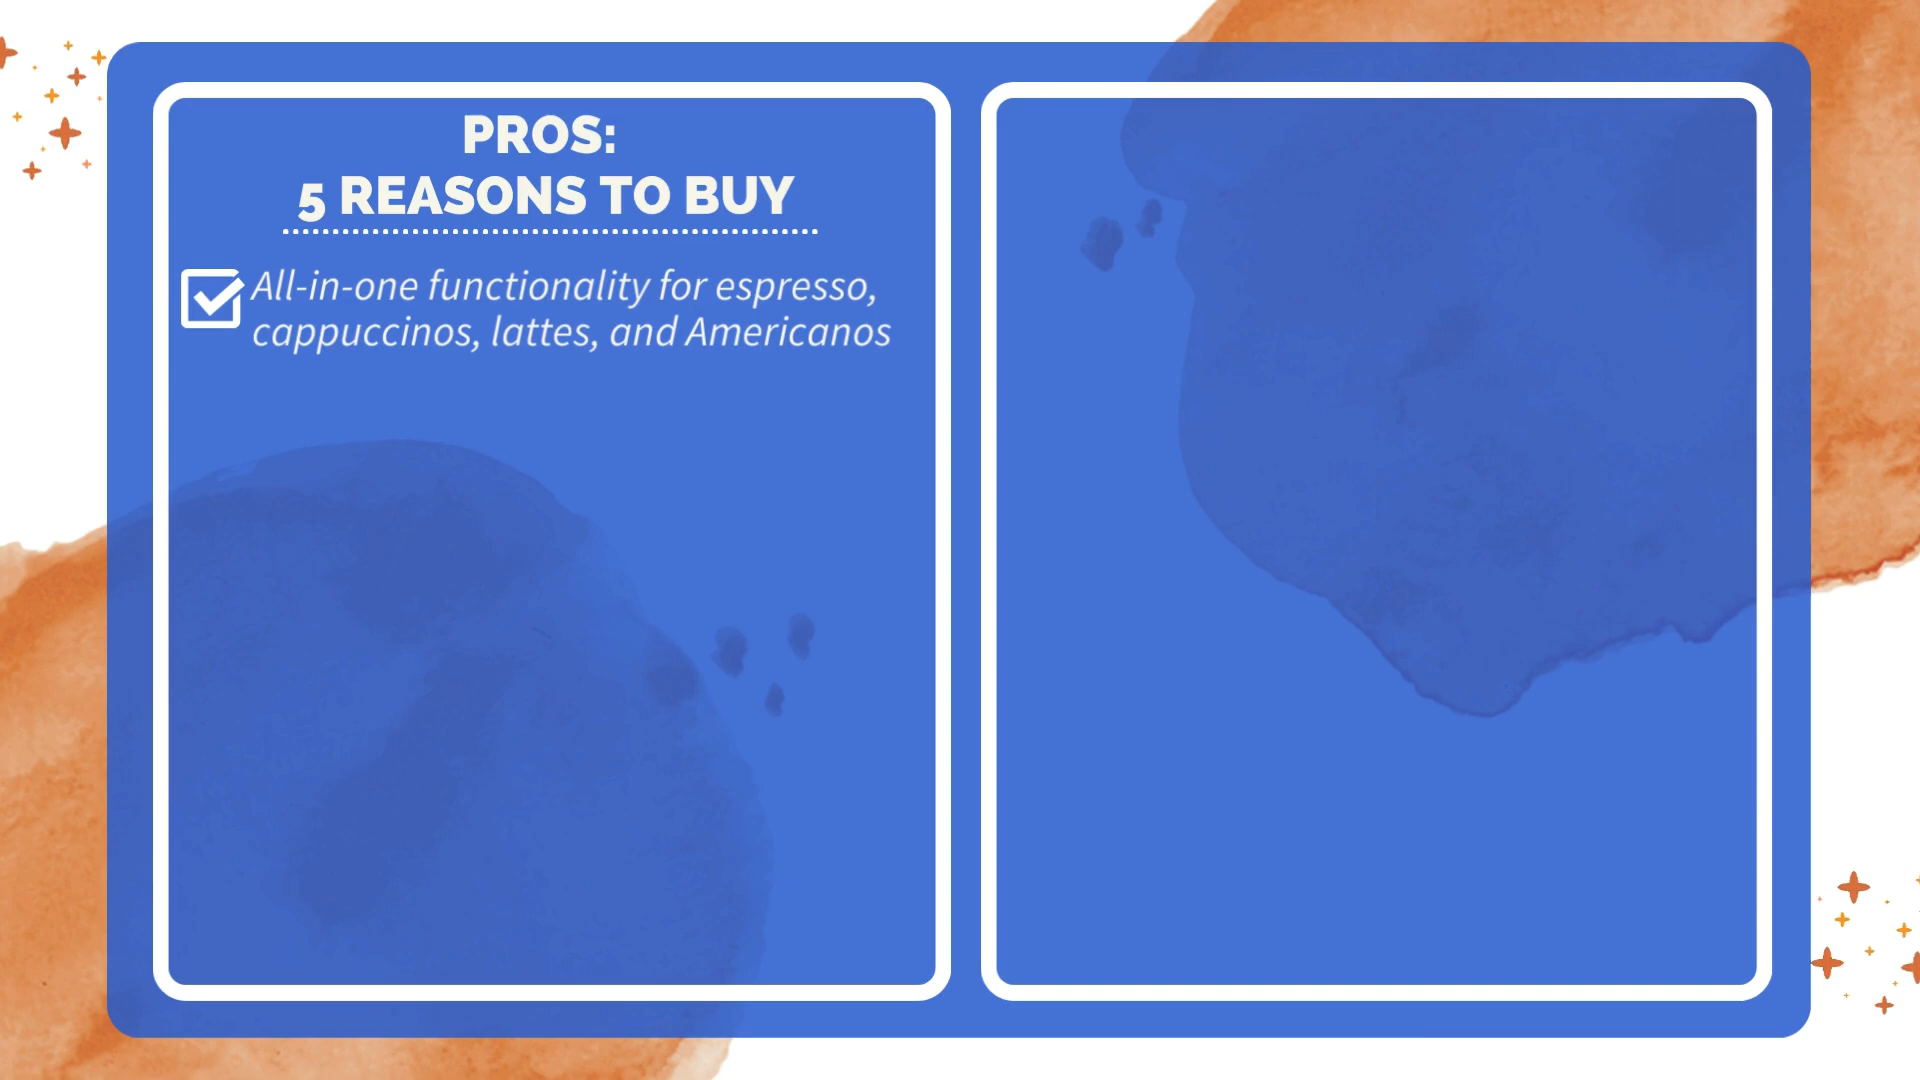 PROS:
5 REASONS TO BUY
All-in-one functionality for espresso,
cappuccinos, lattes, and Americanos